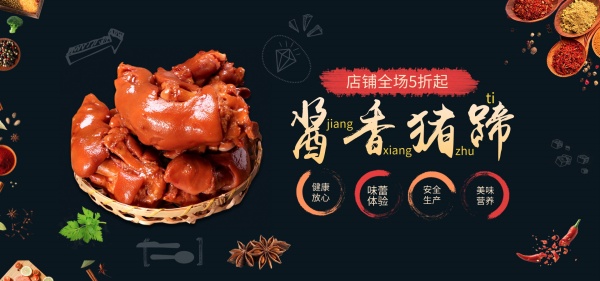 店铺全场5折起
酱香猪蹄
jiang xiang zhu ti
健康
放心
味蕾
体验
安全
生产
美味
营养